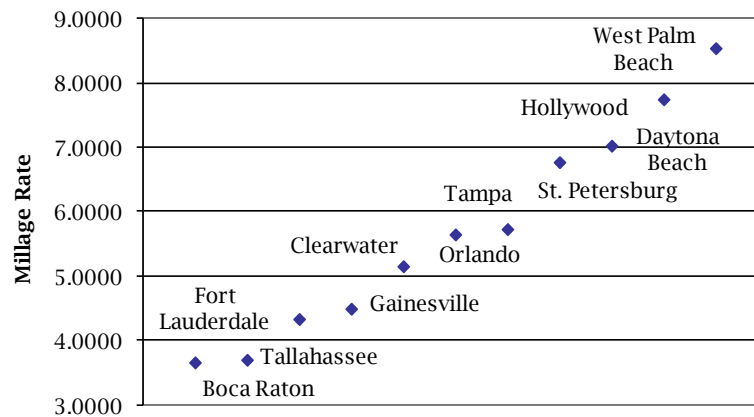 9.0000
West Palm
Beach
8.0000
Hollywood
Daytona
Beach
7.0000
St. Petersburg
Tampa
6.0000
Millage Rate
Clearwater
Orlando
5.0000
Fort
Lauderdale
Gainesville
4.0000
Tallahassee
Boca Raton
3.0000